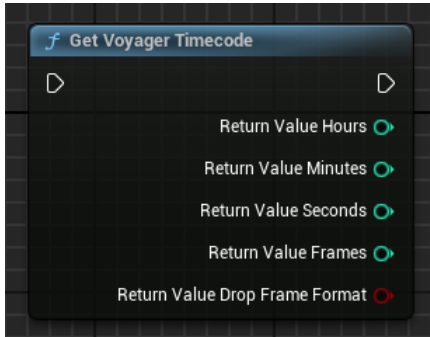 f Get Voyager Timecode
Return Value Hours
Return Value Minutes
Return Value Seconds
Return Value Frames
Return Value Drop Frame Format